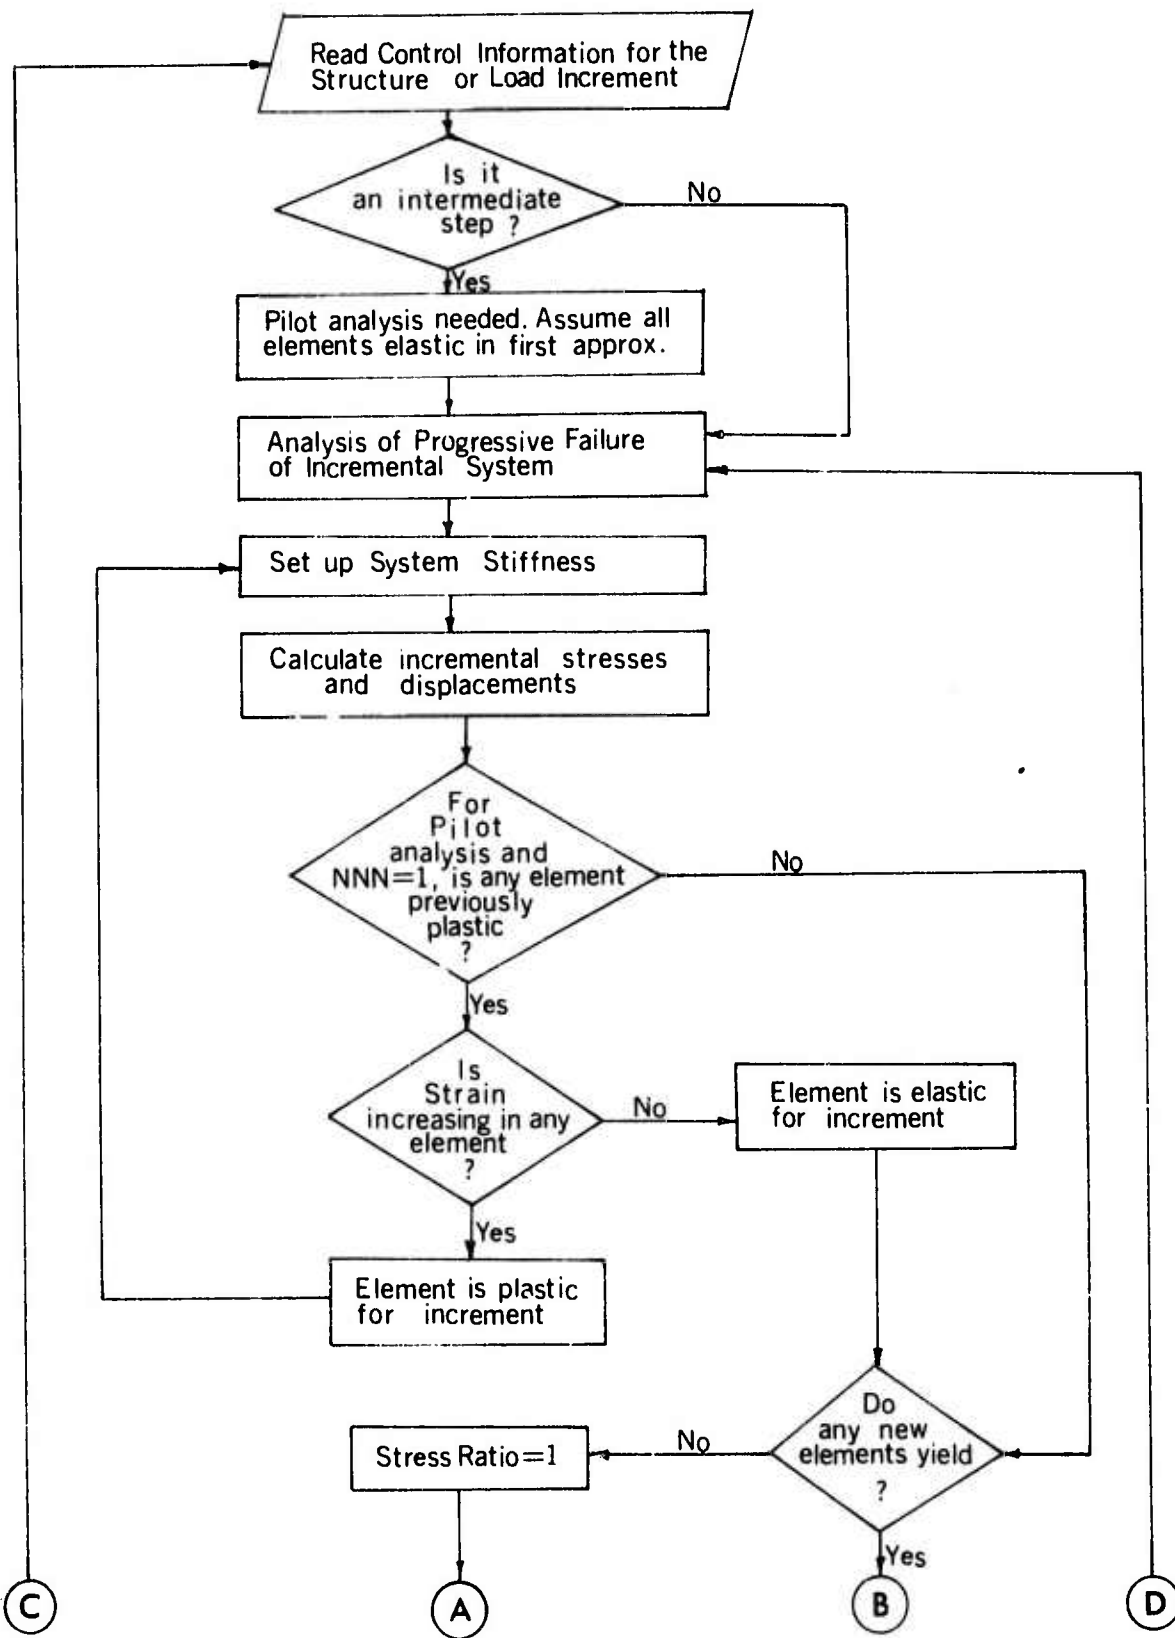 Read Control Information for the
Structure or Load Increment
Is it
an intermediate
step ?
No
Yes
Pilot analysis needed. Assume all
elements elastic in first approx.
Analysis of Progressive Failure
of Incremental System
Set up System Stiffness
Calculate incremental stresses
and displacements
For
Pilot
analysis and
NNN=1, is any element
previously
plastic
?
No
Yes
Is
Strain
increasing in any
element
?
No
Element is elastic
for increment
Yes
Element is plastic
for increment
Do
any new
elements yield
?
No
Stress Ratio=1
Yes
C
A
B
D